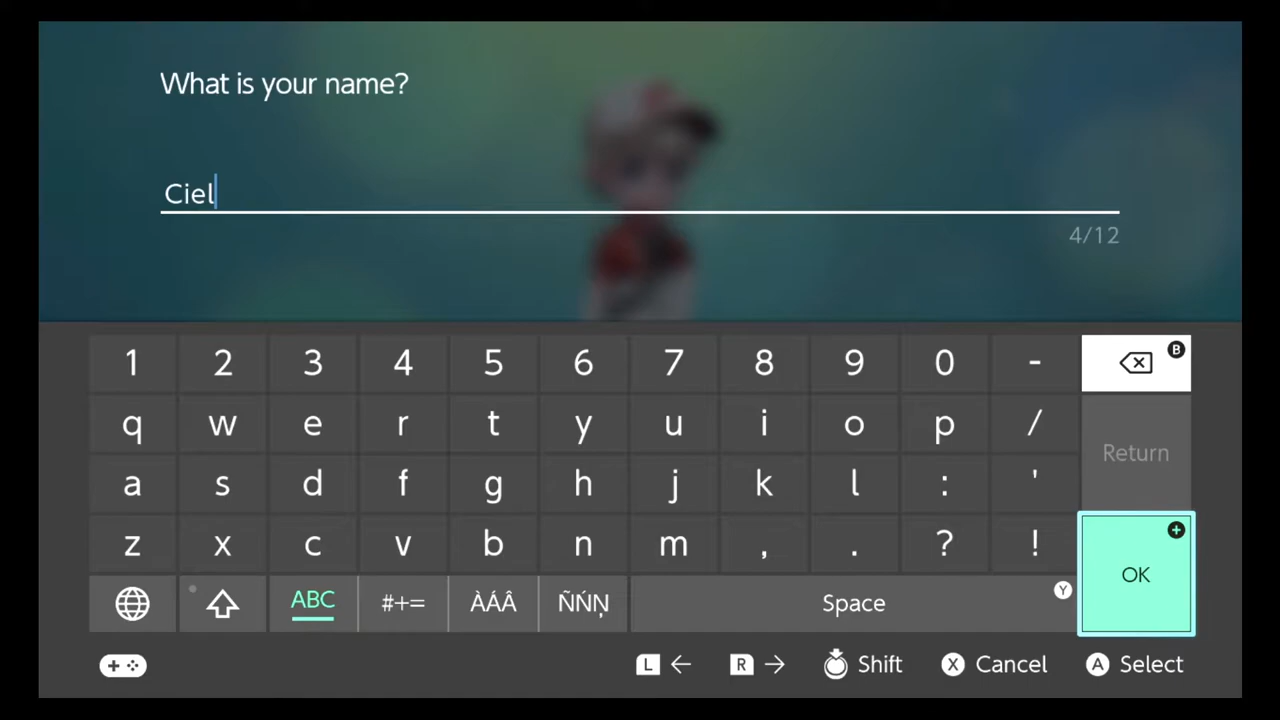 What is your name?
Ciel
4/12
1 2 3 4 5 6 7 8 9 0 - B
q w e r t y u i o p / Return
a s d f g h j k l : '
z x c v b n m , . ? ! + OK
ABC #+= ÀÁÂ ÑŃŅ Space Y
L ← R → Shift X Cancel A Select